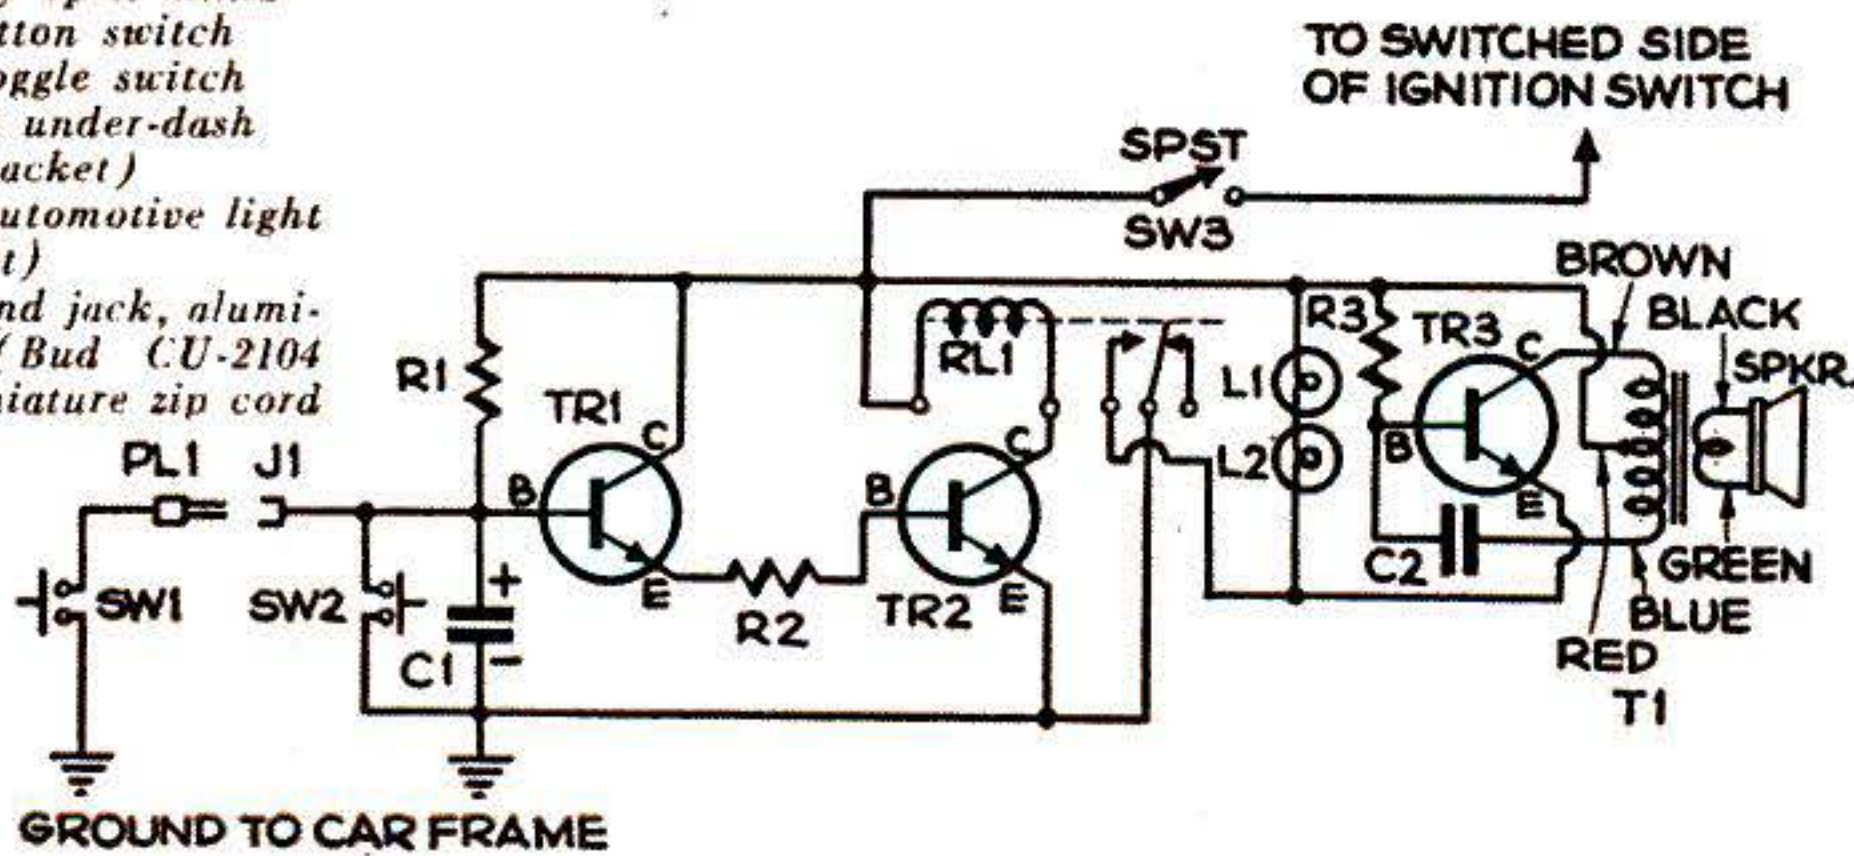 tton switch
oggle switch
under-dash
acket)
utomotive light
t)
nd jack, alumi-
(Bud CU-2104
iature zip cord
TO SWITCHED SIDE
OF IGNITION SWITCH
SPST
SW3
BROWN
BLACK
SPKR.
R1
TR1
C
B
E
PL1
J1
SW1
SW2
C1
+
-
R2
RL1
TR2
C
B
E
L1
L2
R3
TR3
C
B
E
C2
GREEN
BLUE
RED
T1
GROUND TO CAR FRAME